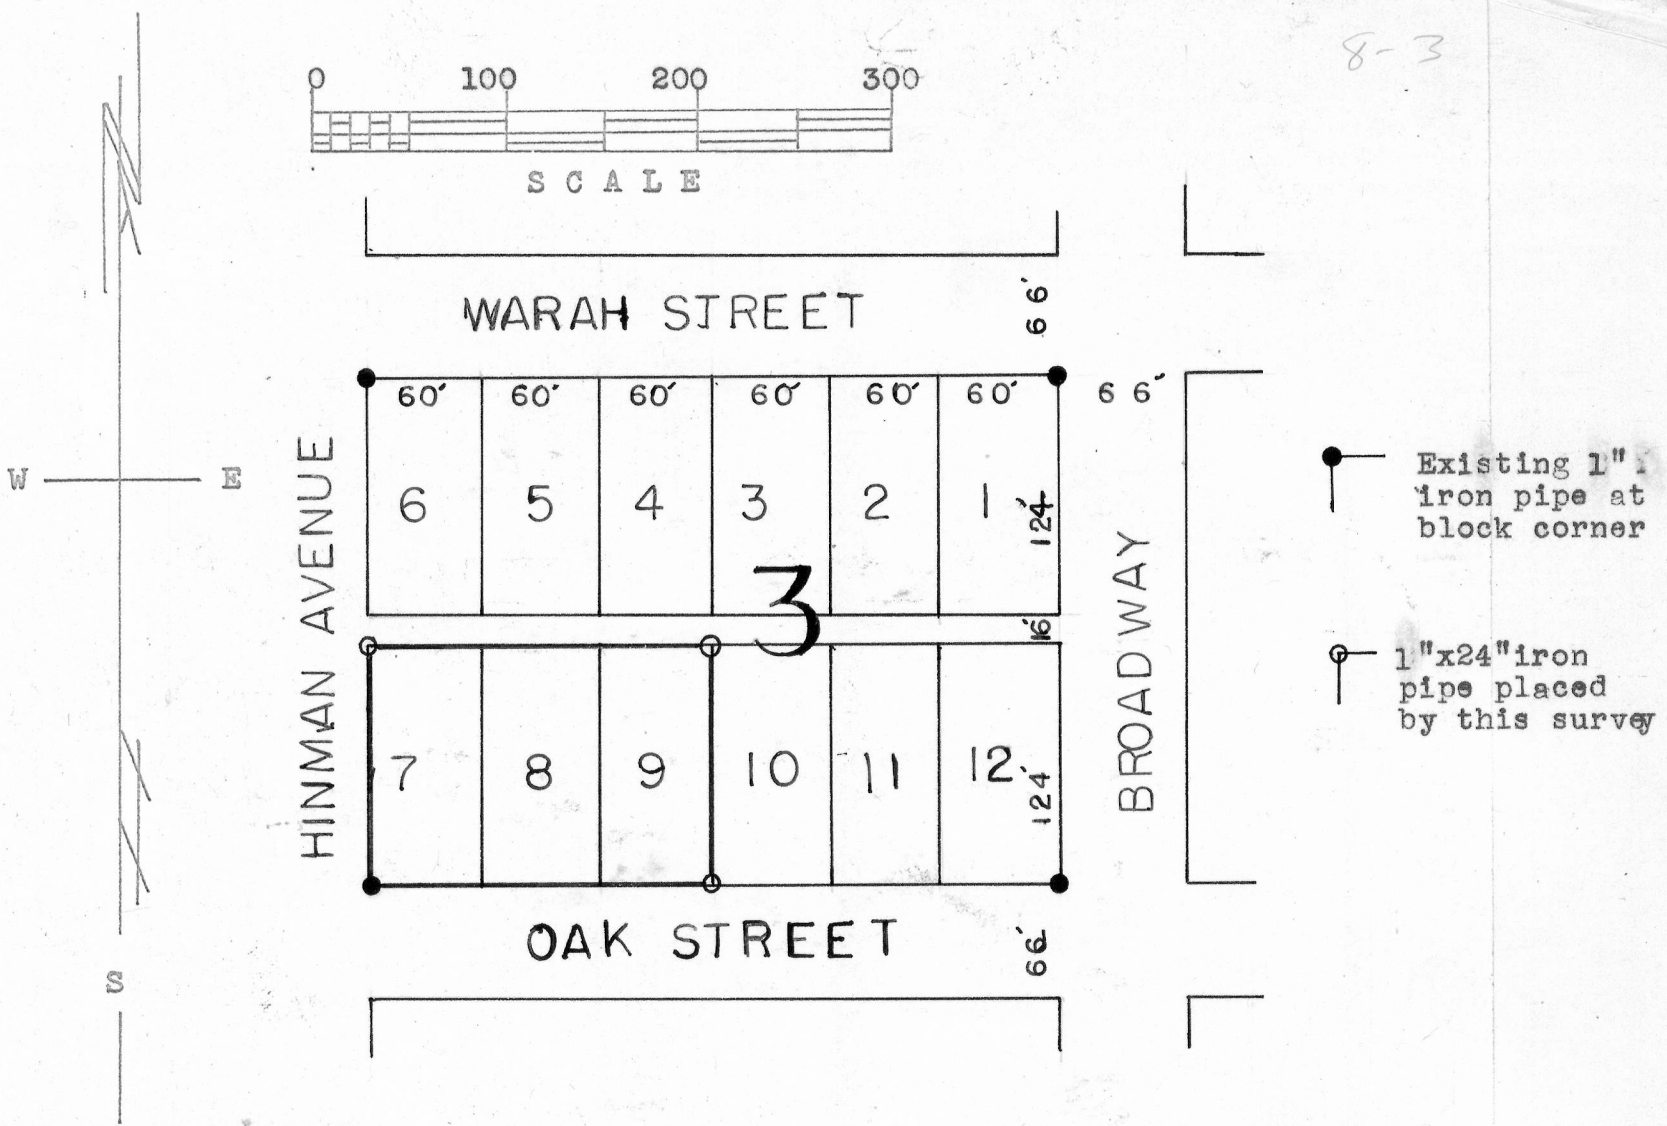 8-3
0 100 200 300
SCALE
N
WARAH STREET
66'
60' 60' 60' 60' 60' 60' 66'
W E
6 5 4 3 2 1 124'
HINMAN AVENUE
BROADWAY
Existing 1"
iron pipe at
block corner
3
16'
1"x24"iron
pipe placed
by this survey
7 8 9 10 11 12 124'
OAK STREET
66'
S